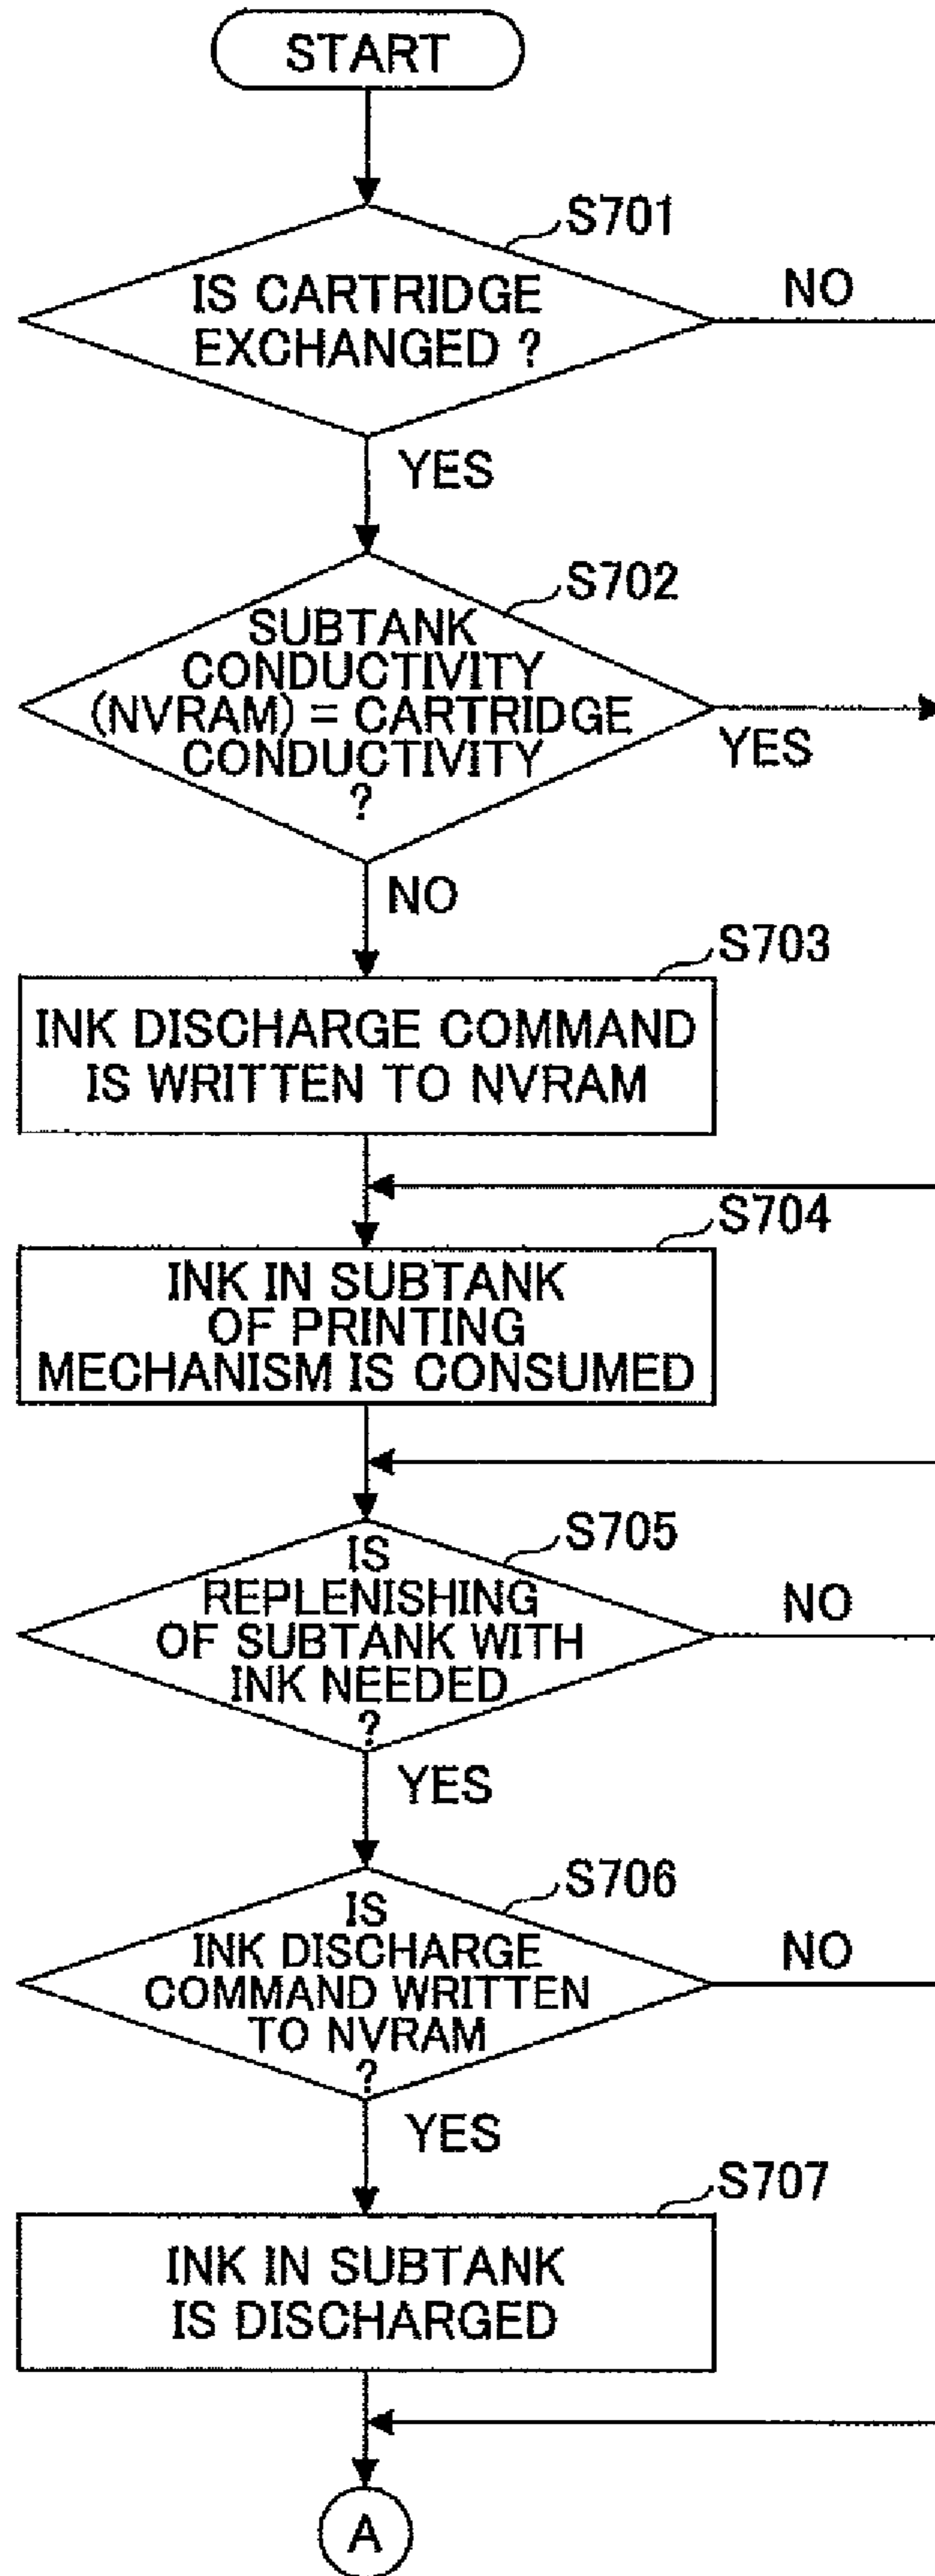 START
S701
IS CARTRIDGE
EXCHANGED ?
NO
YES
S702
SUBTANK
CONDUCTIVITY
(NVRAM) = CARTRIDGE
CONDUCTIVITY
?
YES
NO
S703
INK DISCHARGE COMMAND
IS WRITTEN TO NVRAM
S704
INK IN SUBTANK
OF PRINTING
MECHANISM IS CONSUMED
S705
IS
REPLENISHING
OF SUBTANK WITH
INK NEEDED
?
NO
YES
S706
IS
INK DISCHARGE
COMMAND WRITTEN
TO NVRAM
?
NO
YES
S707
INK IN SUBTANK
IS DISCHARGED
A